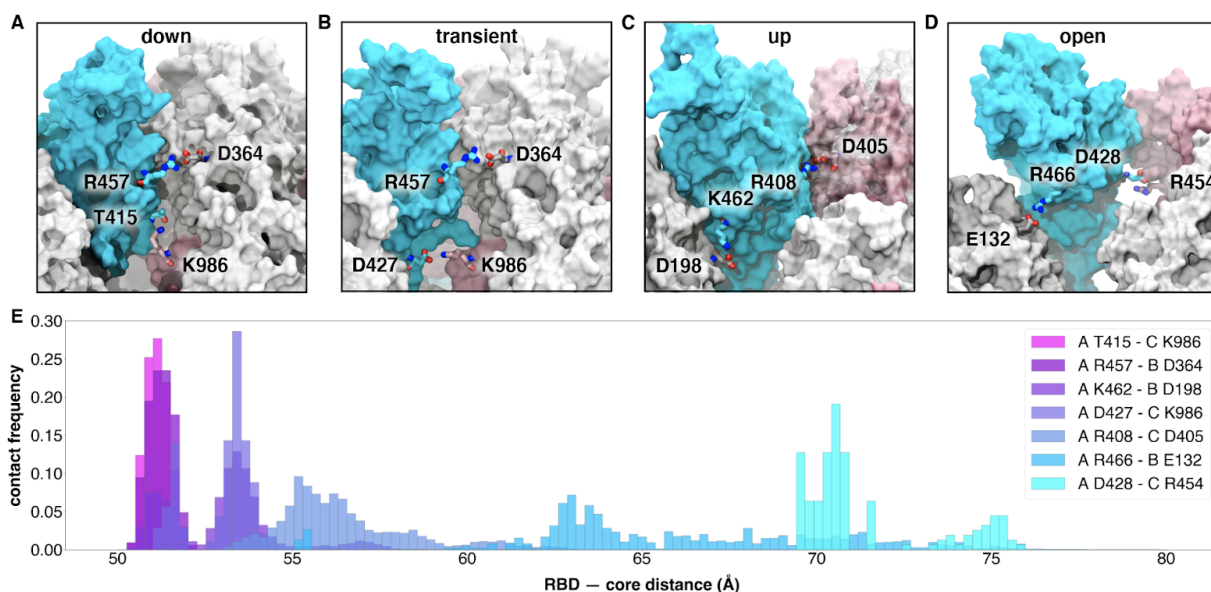 A down
B transient
C up
D open
R457 D364
T415
K986
R457 D364
D427 K986
D405
R408
K462
D198
D428
R466
R454
E132
E
contact frequency
0.30
0.25
0.20
0.15
0.10
0.05
0.00
A T415 - C K986
A R457 - B D364
A K462 - B D198
A D427 - C K986
A R408 - C D405
A R466 - B E132
A D428 - C R454
50 55 60 65 70 75 80
RBD — core distance (Å)